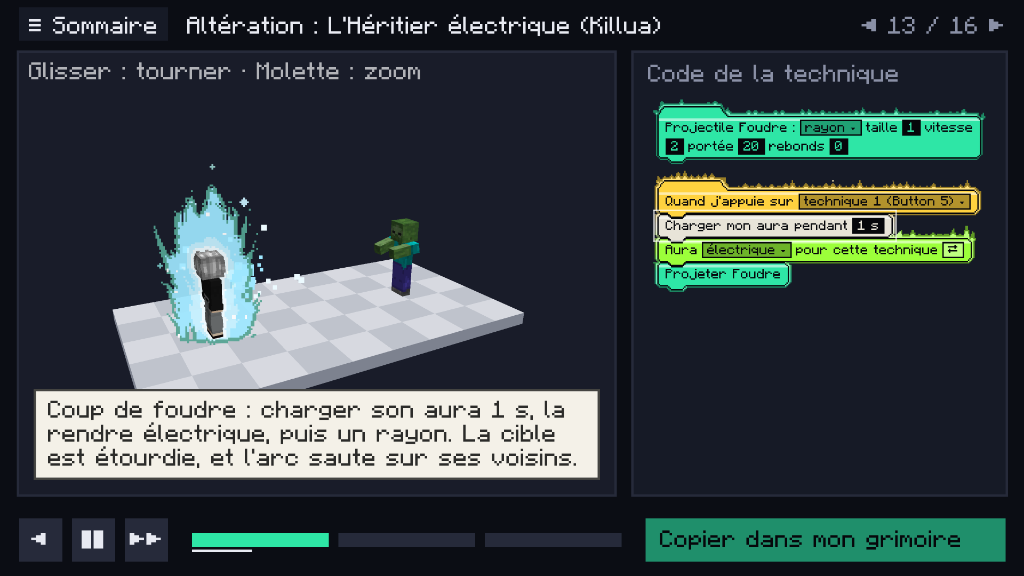 ≡ Sommaire
Altération : L'Héritier électrique (Killua)
13 / 16
Glisser : tourner · Molette : zoom
Code de la technique
Projectile Foudre : rayon taille 1 vitesse
2 portée 20 rebonds 0
Quand j'appuie sur technique 1 (Button 5)
Charger mon aura pendant 1 s
Aura électrique pour cette technique
Projeter Foudre
Coup de foudre : charger son aura 1 s, la
rendre électrique, puis un rayon. La cible
est étourdie, et l'arc saute sur ses voisins.
Copier dans mon grimoire